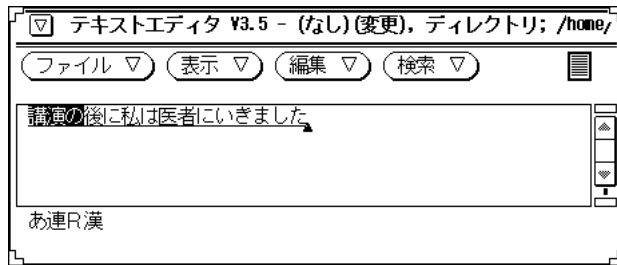 テキストエディタ V3.5 - (なし)(変更), ディレクトリ; /home/
ファイル ▽ 表示 ▽ 編集 ▽ 検索 ▽
講演の後に私は医者にいきました
あ連R漢